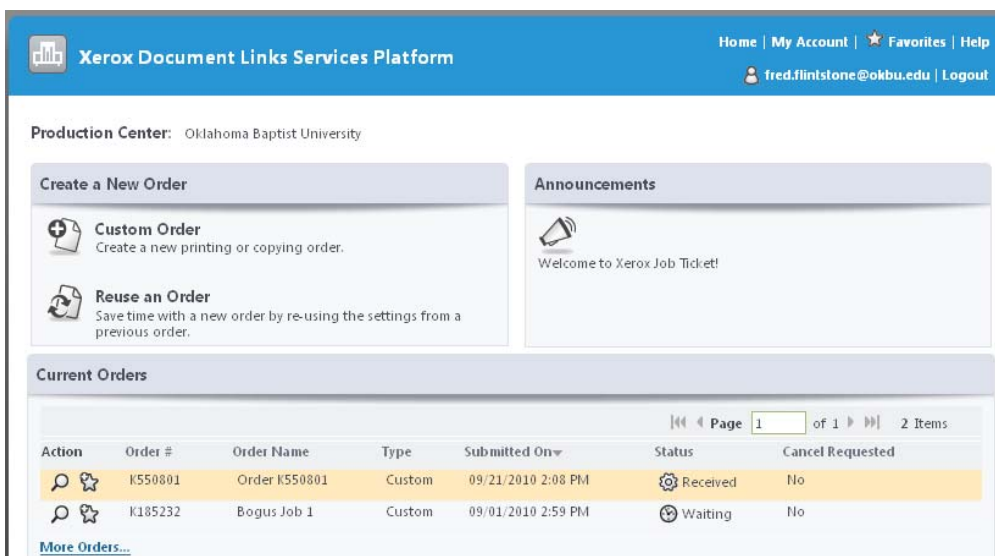 Xerox Document Links Services Platform
Home | My Account | Favorites | Help
fred.flintstone@okbu.edu | Logout
Production Center: Oklahoma Baptist University
Create a New Order
Custom Order
Create a new printing or copying order.
Reuse an Order
Save time with a new order by re-using the settings from a
previous order.
Announcements
Welcome to Xerox Job Ticket!
Current Orders
Page 1 of 1 2 Items
Action Order # Order Name Type Submitted On Status Cancel Requested
K550801 Order K550801 Custom 09/21/2010 2:08 PM Received No
K185232 Bogus Job 1 Custom 09/01/2010 2:59 PM Waiting No
More Orders...